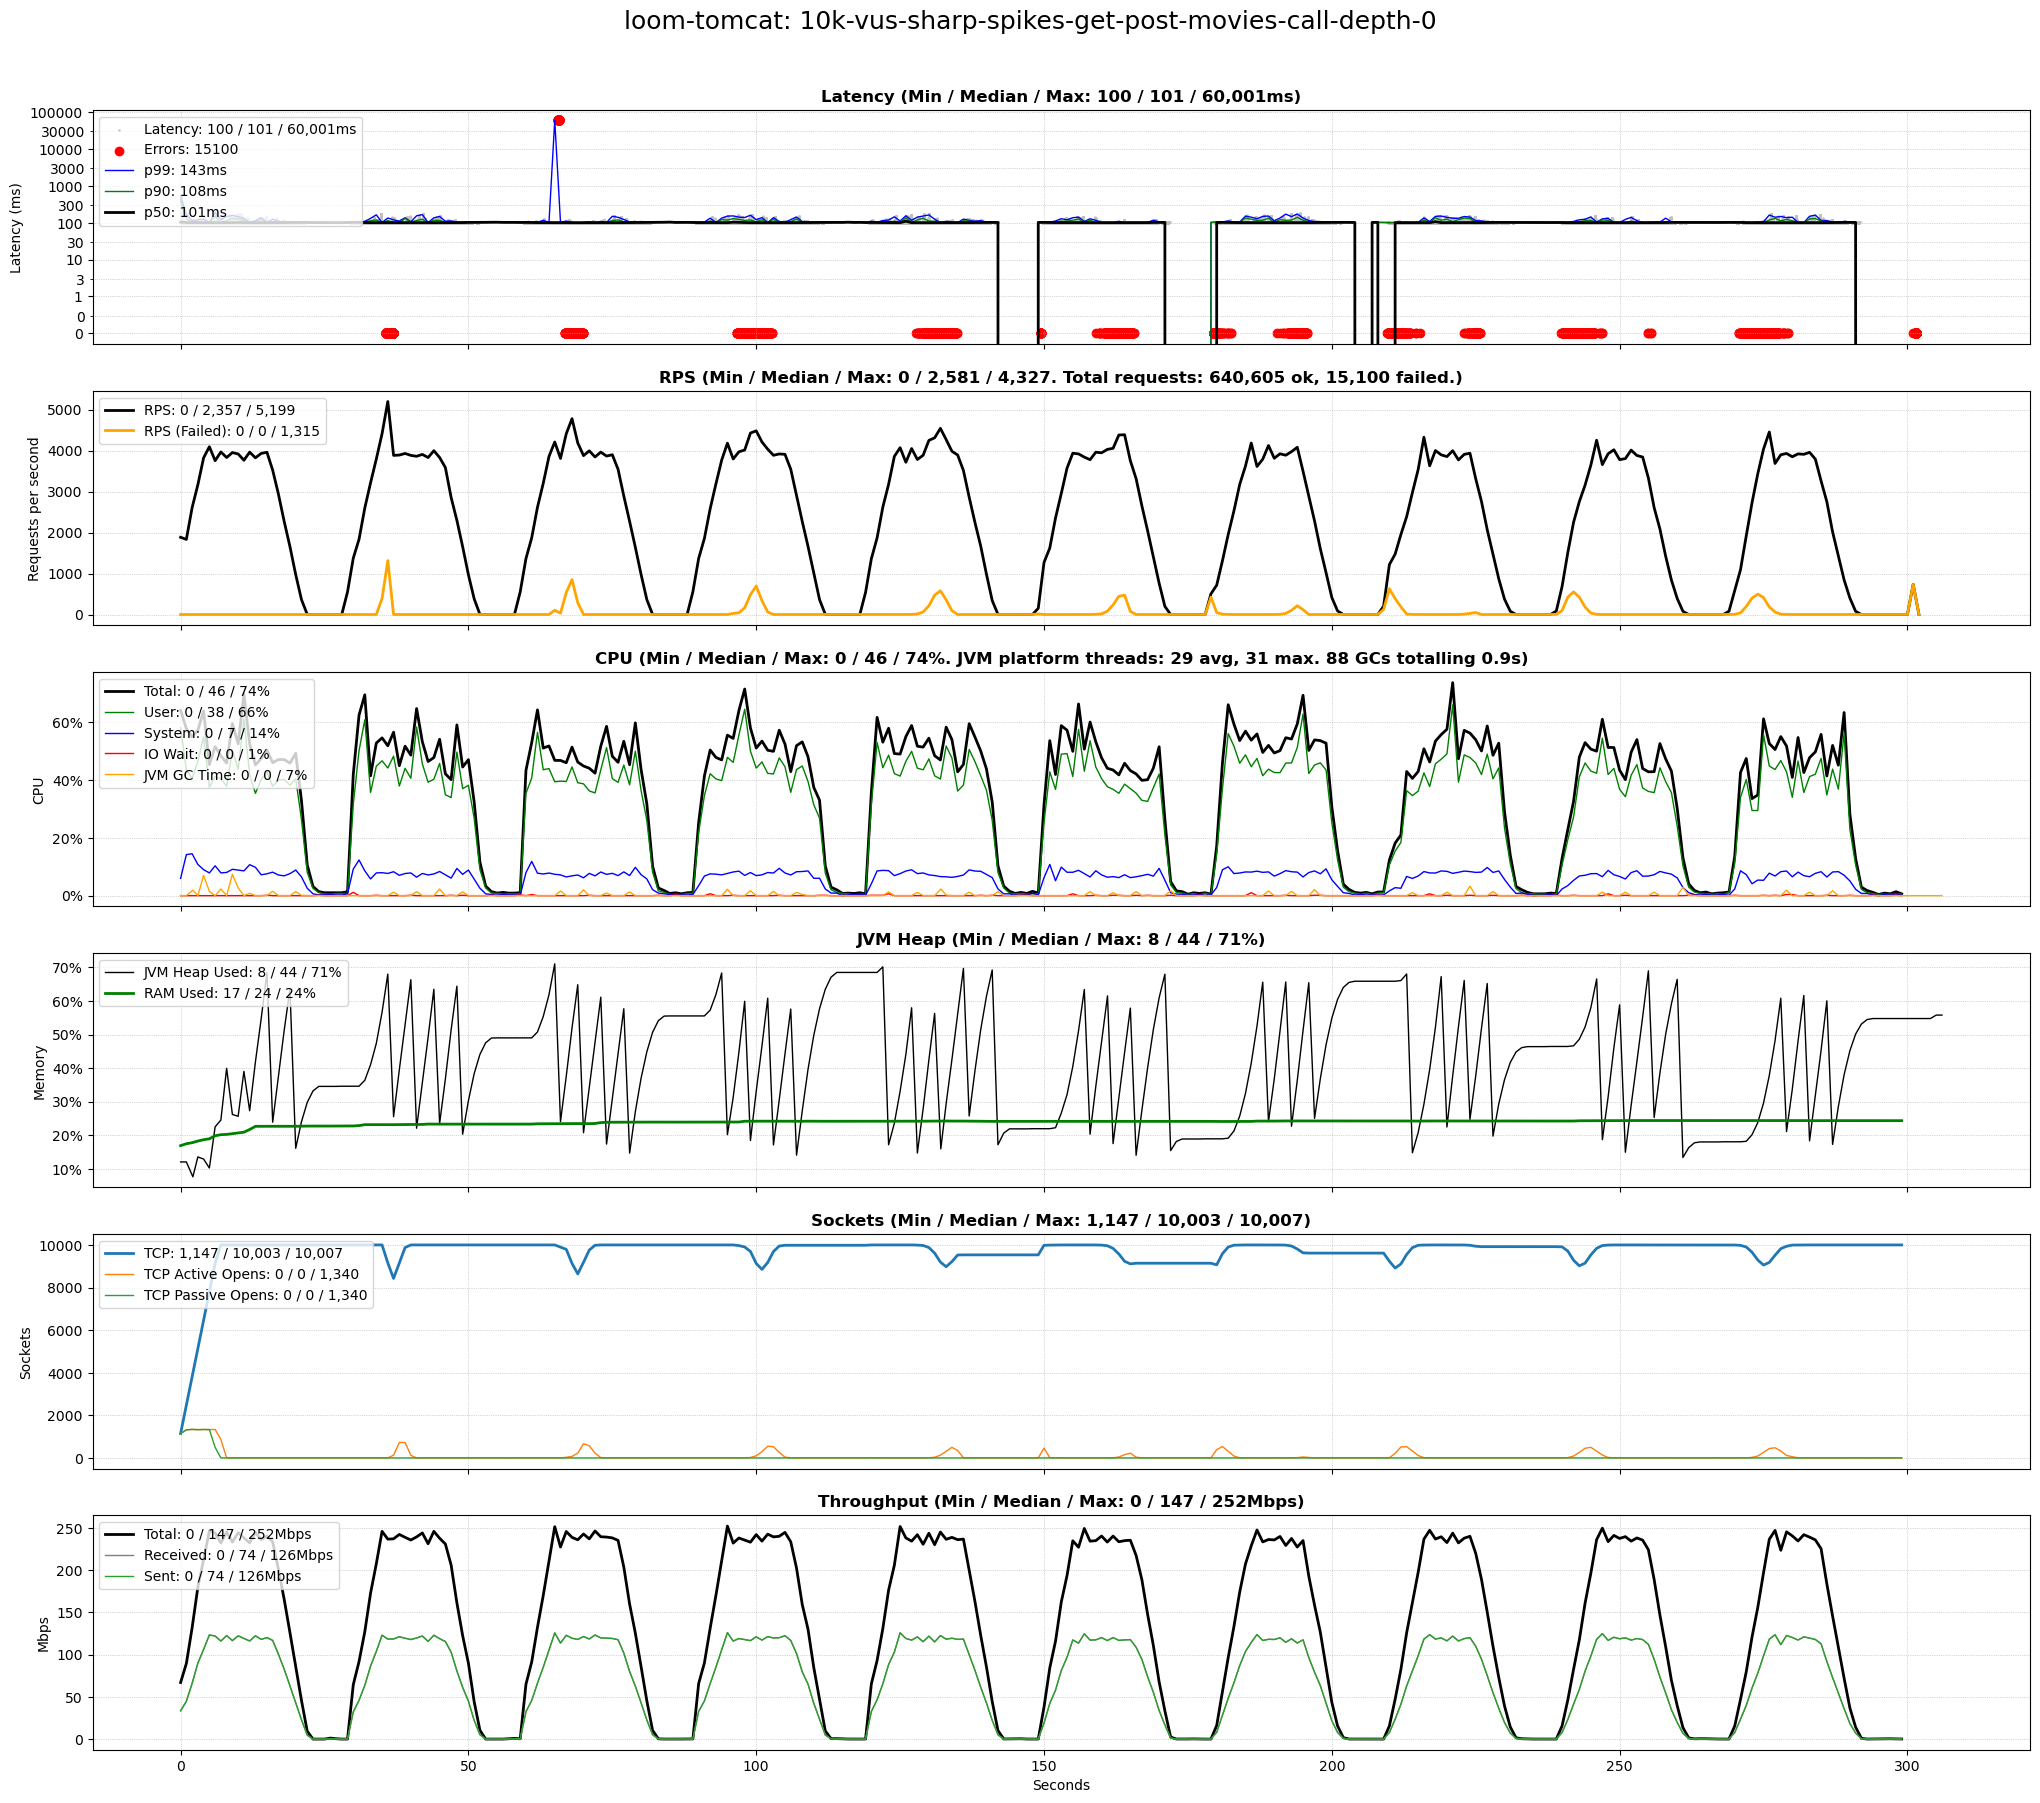 loom-tomcat: 10k-vus-sharp-spikes-get-post-movies-call-depth-0
Latency (Min / Median / Max: 100 / 101 / 60,001ms)
Latency (ms)
100000
30000
10000
3000
1000
300
100
30
10
3
1
0
0
Latency: 100 / 101 / 60,001ms
Errors: 15100
p99: 143ms
p90: 108ms
p50: 101ms
RPS (Min / Median / Max: 0 / 2,581 / 4,327. Total requests: 640,605 ok, 15,100 failed.)
Requests per second
5000
4000
3000
2000
1000
0
RPS: 0 / 2,357 / 5,199
RPS (Failed): 0 / 0 / 1,315
CPU (Min / Median / Max: 0 / 46 / 74%. JVM platform threads: 29 avg, 31 max. 88 GCs totalling 0.9s)
CPU
60%
40%
20%
0%
Total: 0 / 46 / 74%
User: 0 / 38 / 66%
System: 0 / 7 / 14%
IO Wait: 0 / 0 / 1%
JVM GC Time: 0 / 0 / 7%
JVM Heap (Min / Median / Max: 8 / 44 / 71%)
Memory
70%
60%
50%
40%
30%
20%
10%
JVM Heap Used: 8 / 44 / 71%
RAM Used: 17 / 24 / 24%
Sockets (Min / Median / Max: 1,147 / 10,003 / 10,007)
Sockets
10000
8000
6000
4000
2000
0
TCP: 1,147 / 10,003 / 10,007
TCP Active Opens: 0 / 0 / 1,340
TCP Passive Opens: 0 / 0 / 1,340
Throughput (Min / Median / Max: 0 / 147 / 252Mbps)
Mbps
250
200
150
100
50
0
Total: 0 / 147 / 252Mbps
Received: 0 / 74 / 126Mbps
Sent: 0 / 74 / 126Mbps
0 50 100 150 200 250 300
Seconds